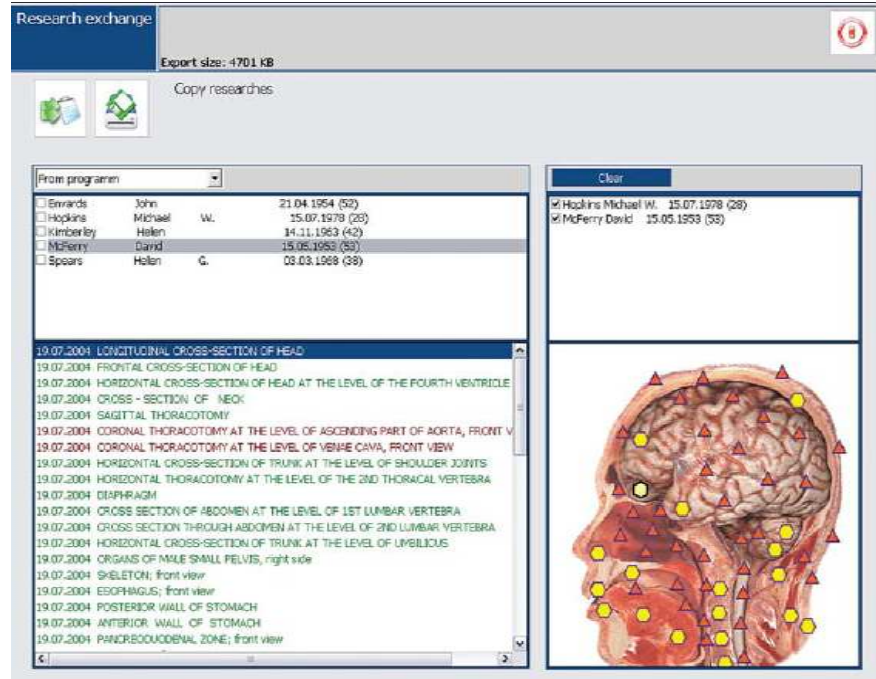 Research exchange
Export size: 4701 KB
Copy researches
From programm
Enwards John 21.04.1954 (52)
Hopkins Michael W. 15.07.1978 (28)
Kimberley Helen 14.11.1963 (42)
McFerry David 15.05.1953 (53)
Spears Helen G. 03.03.1968 (38)
Clear
Hopkins Michael W. 15.07.1978 (28)
McFerry David 15.05.1953 (53)
19.07.2004 LONGITUDINAL CROSS-SECTION OF HEAD
19.07.2004 FRONTAL CROSS-SECTION OF HEAD
19.07.2004 HORIZONTAL CROSS-SECTION OF HEAD AT THE LEVEL OF THE FOURTH VENTRICLE
19.07.2004 CROSS - SECTION OF NECK
19.07.2004 SAGITTAL THORACOTOMY
19.07.2004 CORONAL THORACOTOMY AT THE LEVEL OF ASCENDING PART OF AORTA, FRONT V
19.07.2004 CORONAL THORACOTOMY AT THE LEVEL OF VENAE CAVA, FRONT VIEW
19.07.2004 HORIZONTAL CROSS-SECTION OF TRUNK AT THE LEVEL OF SHOULDER JOINTS
19.07.2004 HORIZONTAL THORACOTOMY AT THE LEVEL OF THE 2ND THORACAL VERTEBRA
19.07.2004 DIAPHRAGM
19.07.2004 CROSS SECTION OF ABDOMEN AT THE LEVEL OF 1ST LUMBAR VERTEBRA
19.07.2004 CROSS SECTION THROUGH ABDOMEN AT THE LEVEL OF 2ND LUMBAR VERTEBRA
19.07.2004 HORIZONTAL CROSS-SECTION OF TRUNK AT THE LEVEL OF UMBILICUS
19.07.2004 ORGANS OF MALE SMALL PELVIS, right side
19.07.2004 SKELETON; front view
19.07.2004 ESOPHAGUS; front view
19.07.2004 POSTERIOR WALL OF STOMACH
19.07.2004 ANTERIOR WALL OF STOMACH
19.07.2004 PANCREODUODENAL ZONE; front view